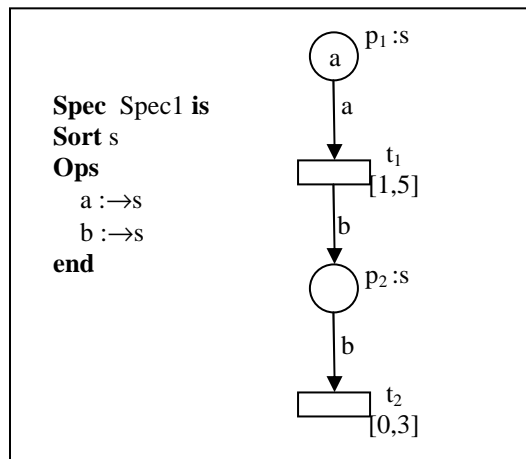 Spec Spec1 is
Sort s
Ops
a :→s
b :→s
end
p₁ :s
a
a
t₁
[1,5]
b
p₂ :s
b
t₂
[0,3]